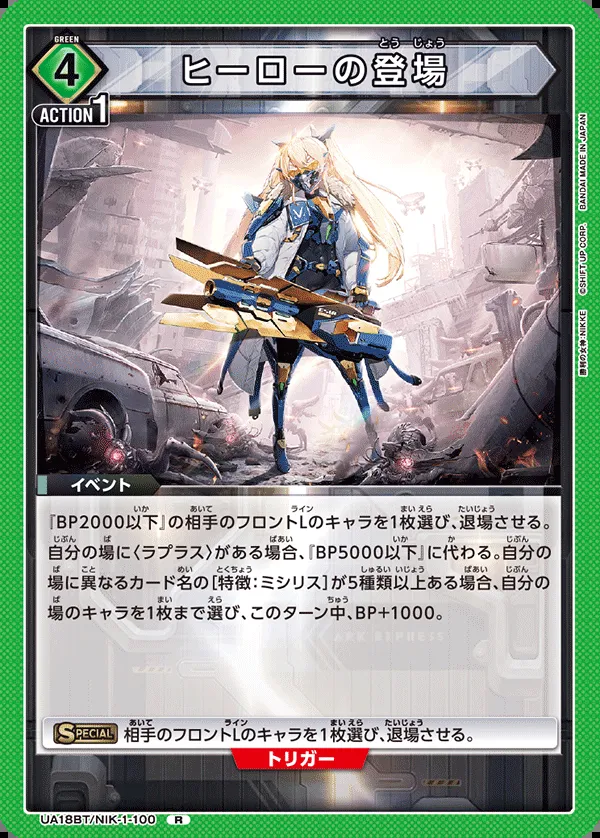 GREEN
4
ヒーローの登場
とう じょう
ACTION 1
BANDAI MADE IN JAPAN
©SHIFT UP CORP.
勝利の女神:NIKKE
イベント
『BP2000以下』の相手のフロントLのキャラを1枚選び、退場させる。
自分の場に〈ラプラス〉がある場合、『BP5000以下』に代わる。自分の
場に異なるカード名の[特徴:ミシリス]が5種類以上ある場合、自分の
場のキャラを1枚まで選び、このターン中、BP+1000。
SPECIAL 相手のフロントLのキャラを1枚選び、退場させる。
トリガー
UA18BT/NIK-1-100 R